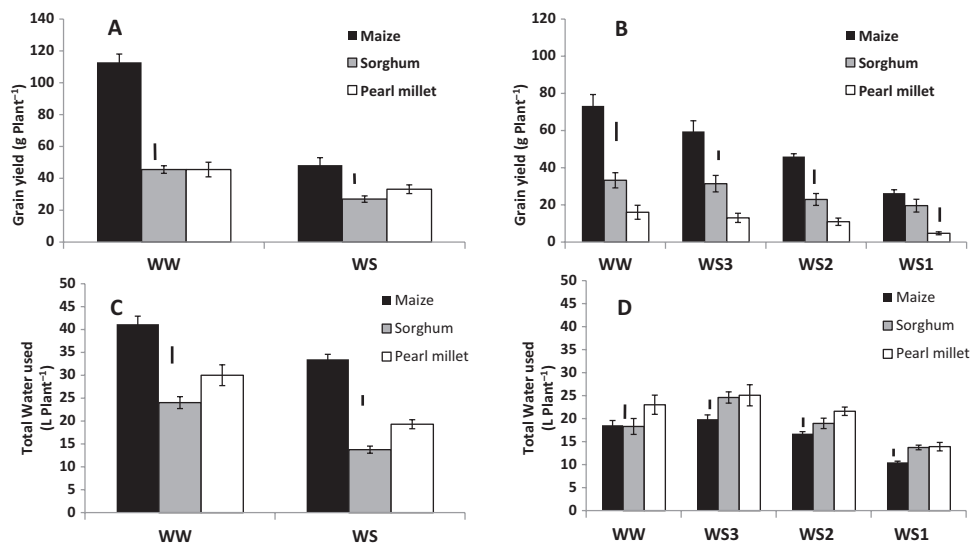 A
Grain yield (g Plant⁻¹)
140
120
100
80
60
40
20
0
Maize
Sorghum
Pearl millet
WW WS
B
Grain yield (g Plant⁻¹)
120
100
80
60
40
20
0
Maize
Sorghum
Pearl millet
WW WS3 WS2 WS1
C
Total Water used
(L Plant⁻¹)
50
45
40
35
30
25
20
15
10
5
0
Maize
Sorghum
Pearl millet
WW WS
D
Total Water used
(L Plant⁻¹)
50
45
40
35
30
25
20
15
10
5
0
Maize
Sorghum
Pearl millet
WW WS3 WS2 WS1